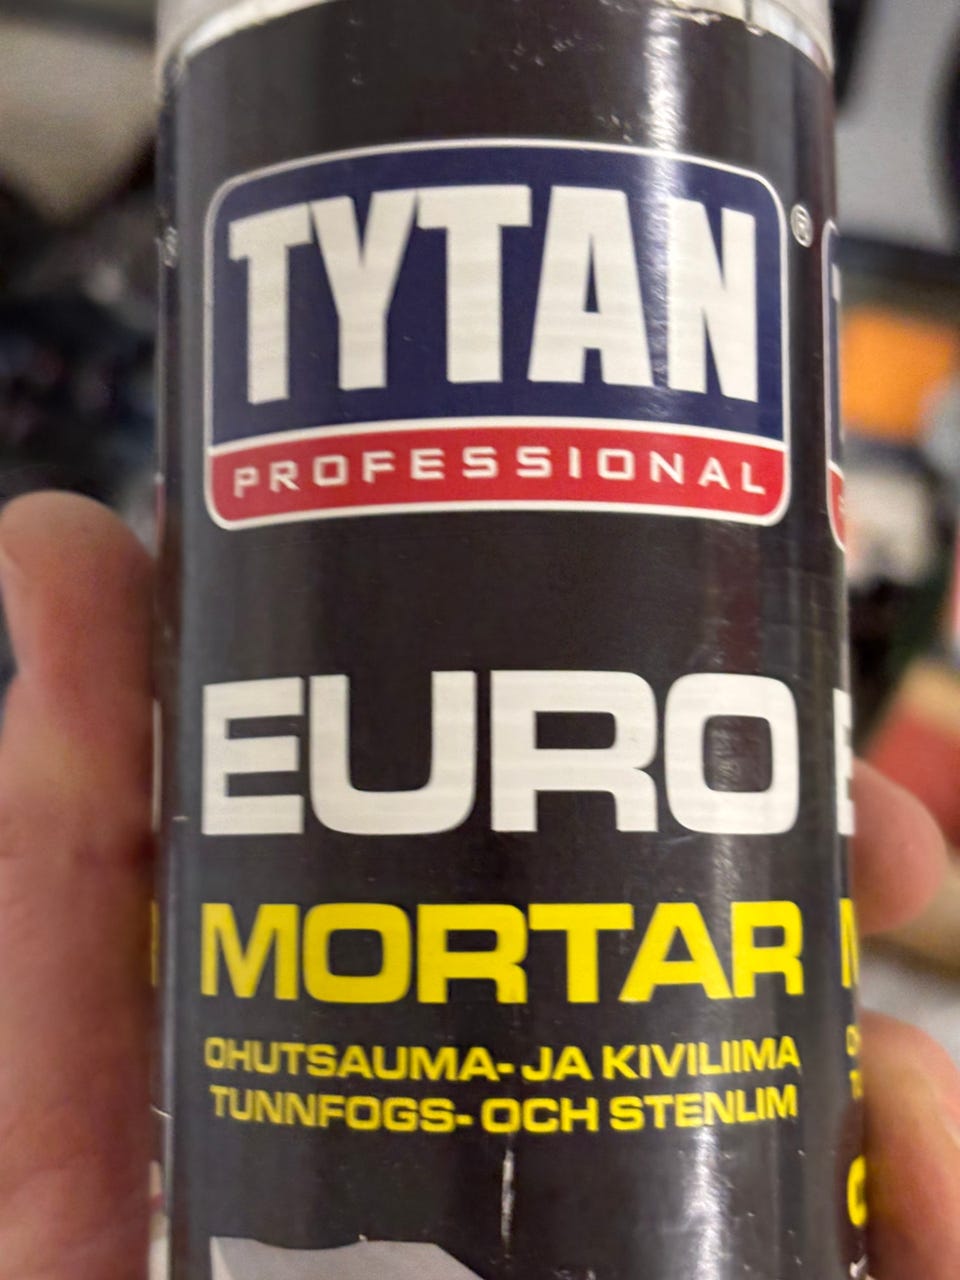 TYTAN
®
PROFESSIONAL
EURO
MORTAR
OHUTSAUMA- JA KIVILIIMA
TUNNFOGS- OCH STENLIM